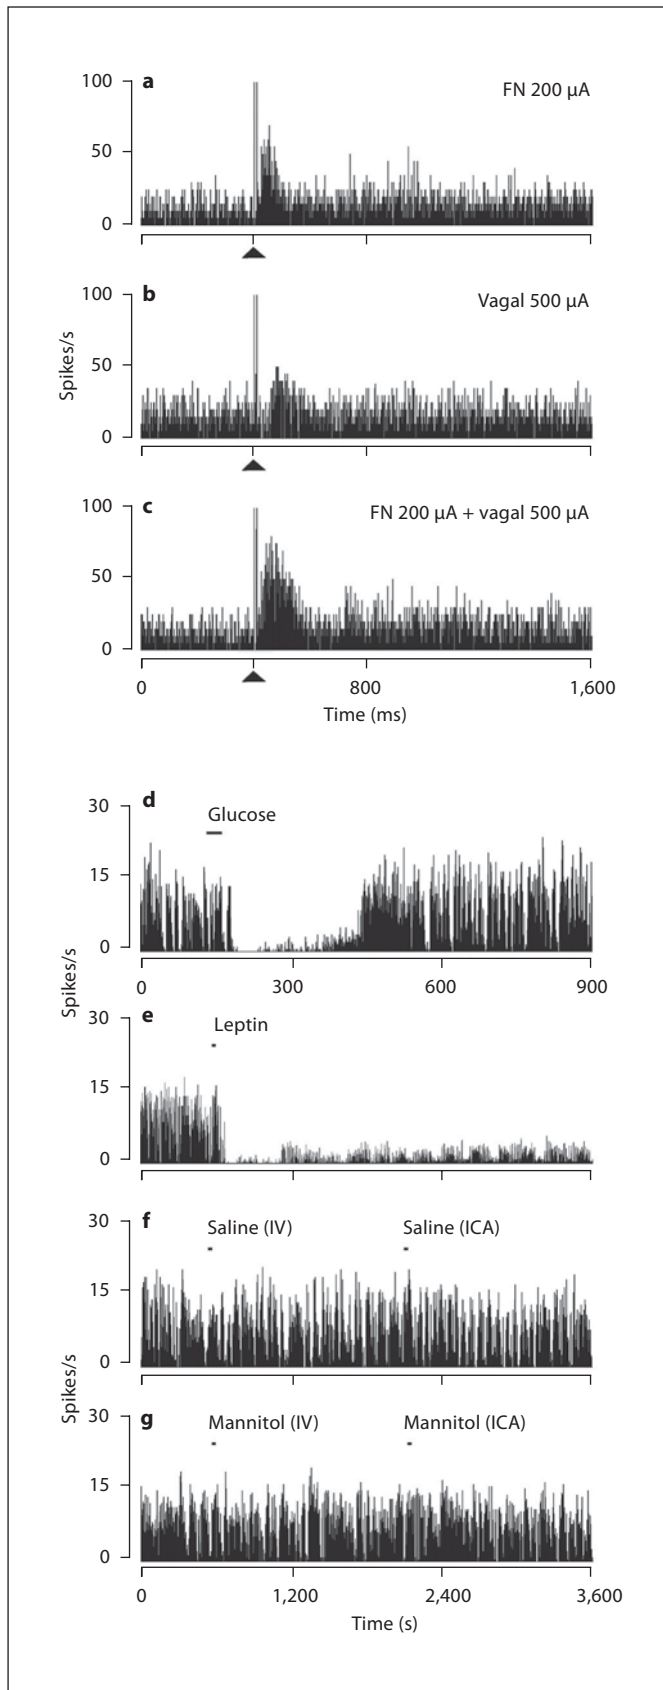 a
FN 200 μA
100
50
0
b
Vagal 500 μA
100
50
0
Spikes/s
c
FN 200 μA + vagal 500 μA
100
50
0
0 800 1,600
Time (ms)
d
Glucose
30
15
0
0 300 600 900
Spikes/s
e
Leptin
30
15
0
f
Saline (IV) Saline (ICA)
30
15
0
Spikes/s
g
Mannitol (IV) Mannitol (ICA)
30
15
0
0 1,200 2,400 3,600
Time (s)